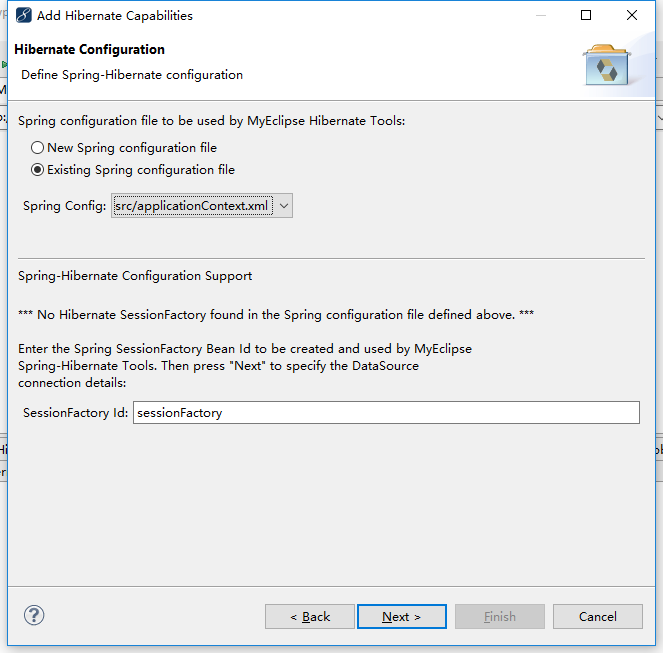 Add Hibernate Capabilities
Hibernate Configuration
Define Spring-Hibernate configuration
Spring configuration file to be used by MyEclipse Hibernate Tools:
New Spring configuration file
Existing Spring configuration file
Spring Config: src/applicationContext.xml
Spring-Hibernate Configuration Support
*** No Hibernate SessionFactory found in the Spring configuration file defined above. ***
Enter the Spring SessionFactory Bean Id to be created and used by MyEclipse
Spring-Hibernate Tools. Then press "Next" to specify the DataSource
connection details:
SessionFactory Id: sessionFactory
? < Back Next > Finish Cancel